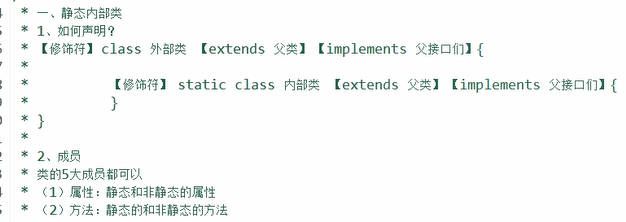 * 一、静态内部类
* 1、如何声明?
* 【修饰符】 class 外部类 【extends 父类】【implements 父接口们】{
*
* 【修饰符】 static class 内部类 【extends 父类】【implements 父接口们】{
* }
* }
*
* 2、成员
* 类的5大成员都可以
* （1）属性：静态和非静态的属性
* （2）方法：静态的和非静态的方法